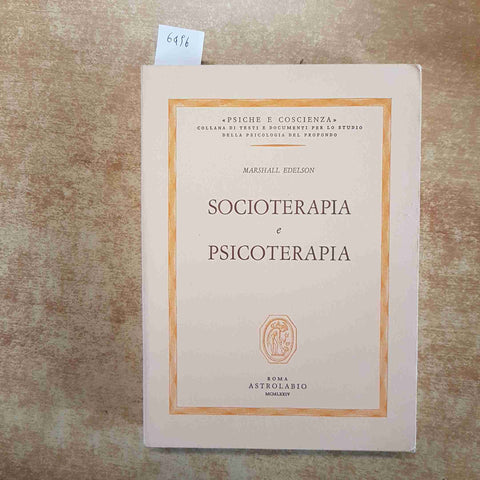 6496
«PSICHE E COSCIENZA»
COLLANA DI TESTI E DOCUMENTI PER LO STUDIO
DELLA PSICOLOGIA DEL PROFONDO
MARSHALL EDELSON
SOCIOTERAPIA
e
PSICOTERAPIA
ROMA
ASTROLABIO
MCMLXXIV